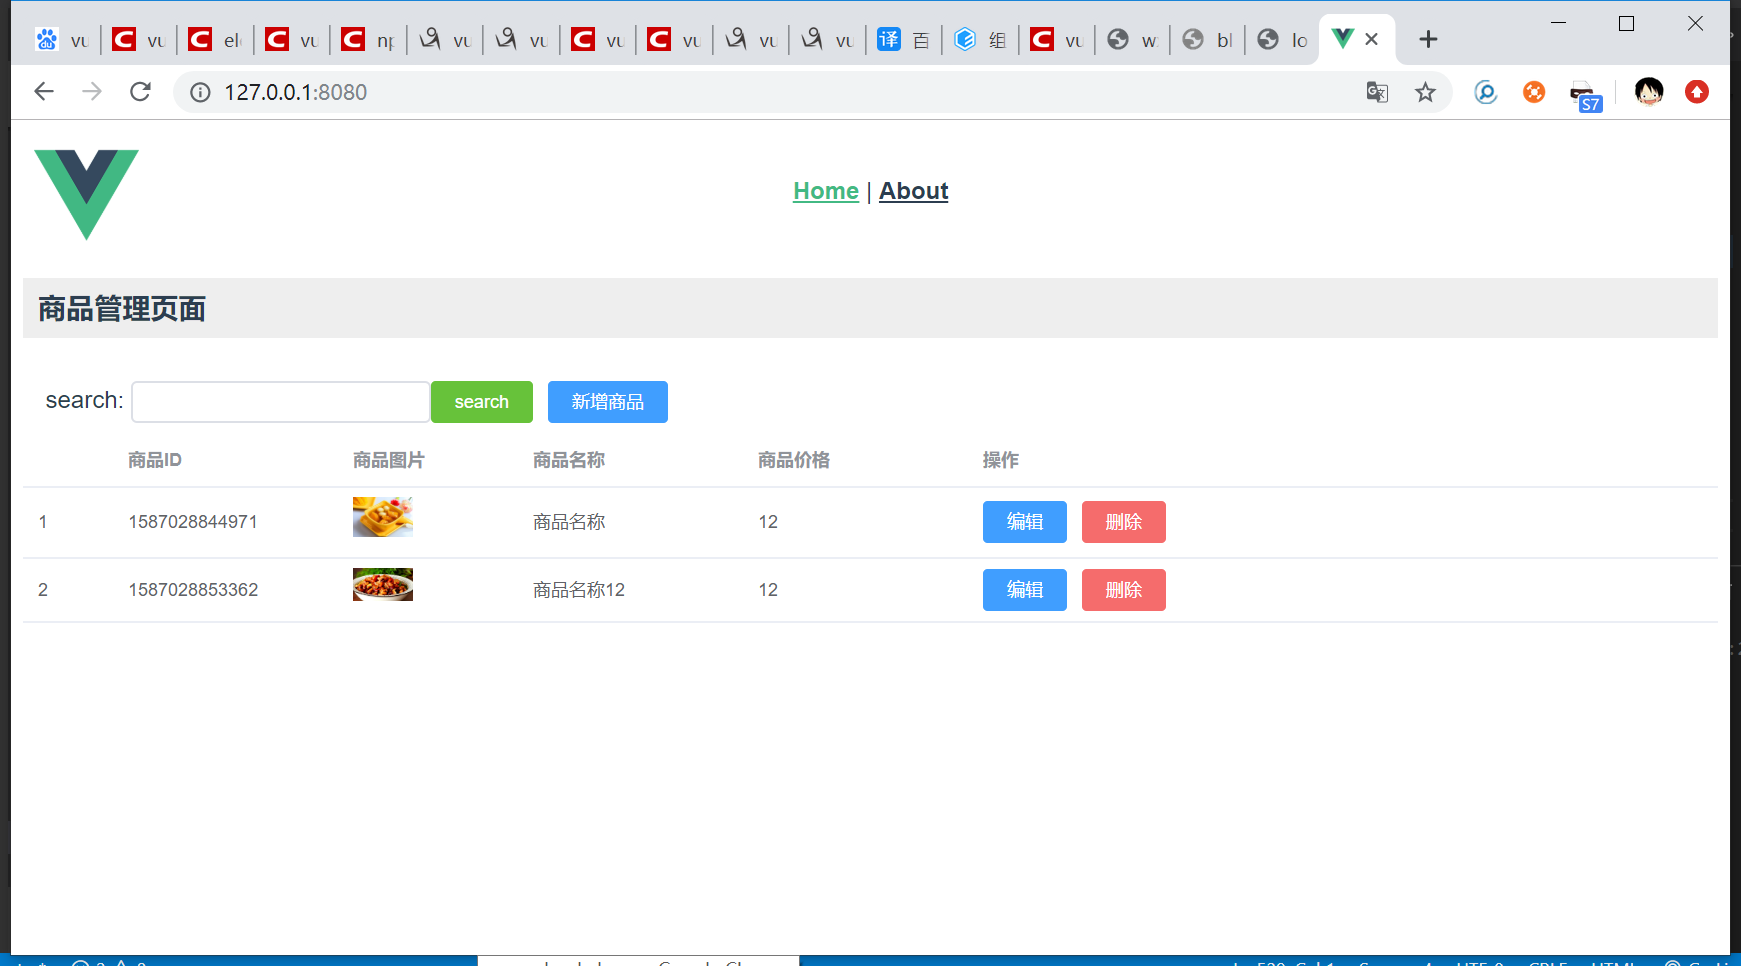 du vu vu el vu np vu vu vu vu vu vu 译 百 组 vu w bl lo
127.0.0.1:8080 S7
Home | About
商品管理页面
search: search 新增商品
商品ID 商品图片 商品名称 商品价格 操作
1 1587028844971 商品名称 12 编辑 删除
2 1587028853362 商品名称12 12 编辑 删除